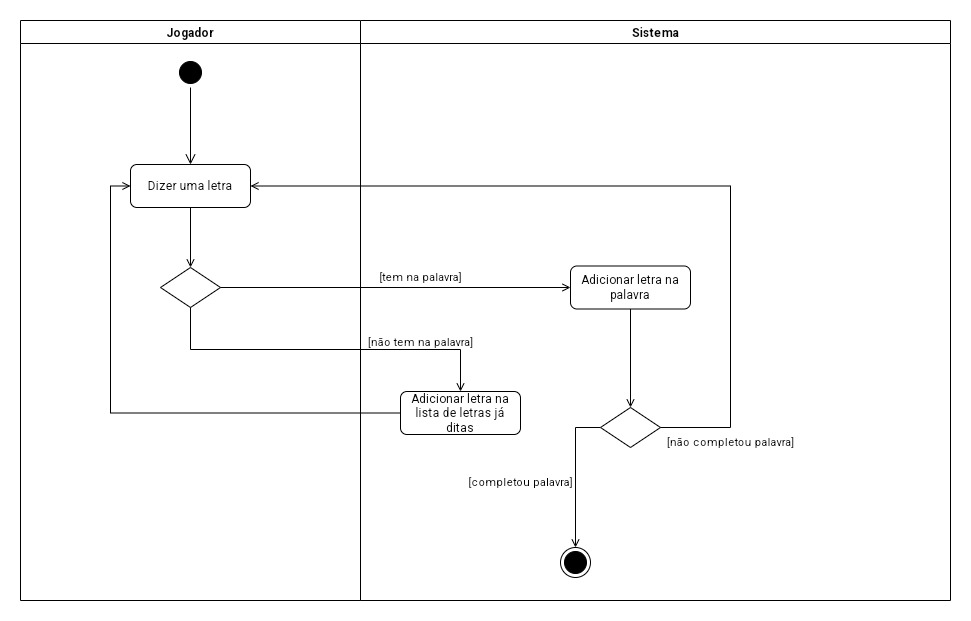 Jogador
Sistema
Dizer uma letra
[tem na palavra]
Adicionar letra na
palavra
[não tem na palavra]
Adicionar letra na
lista de letras já
ditas
[não completou palavra]
[completou palavra]